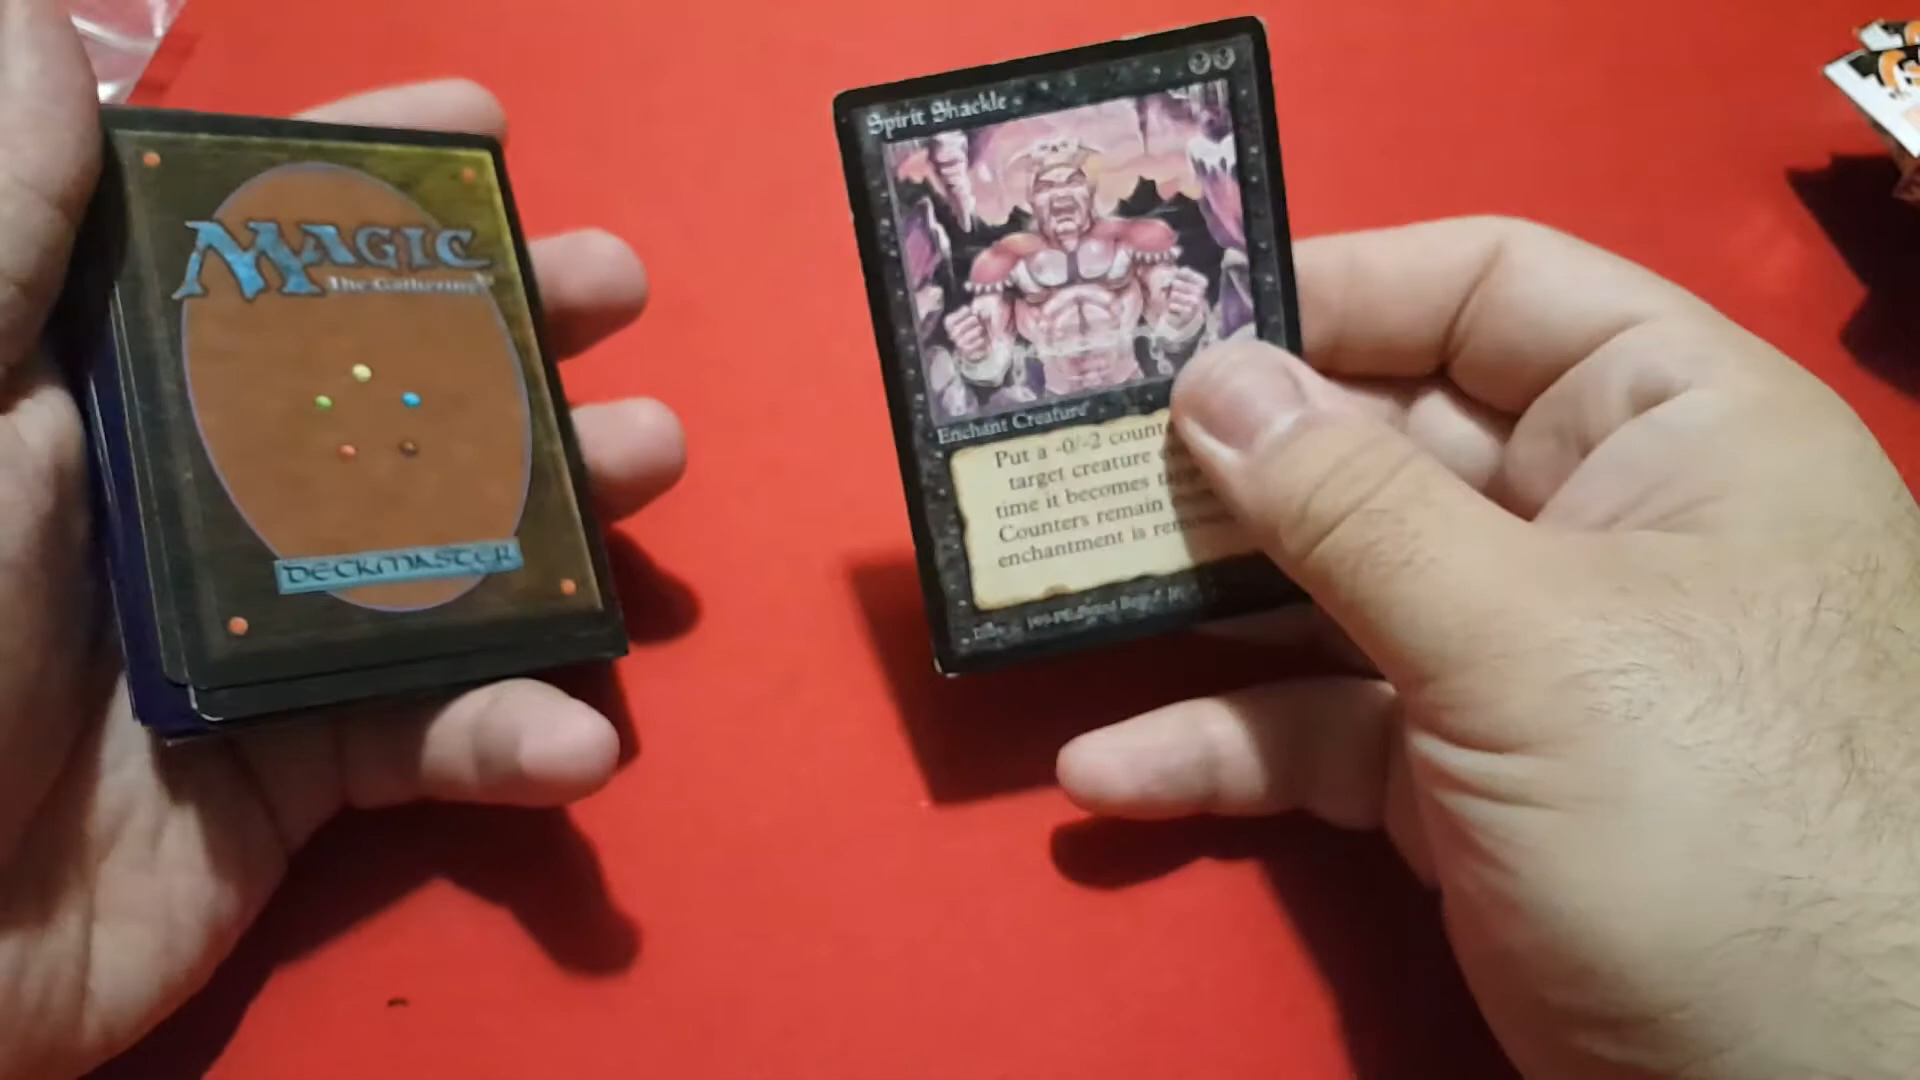 MAGIC
The Gathering
DECKMASTER
Spirit Shackle
Enchant Creature
Put a -0/-2
target creature
time it becomes
Counters remain
enchantment is